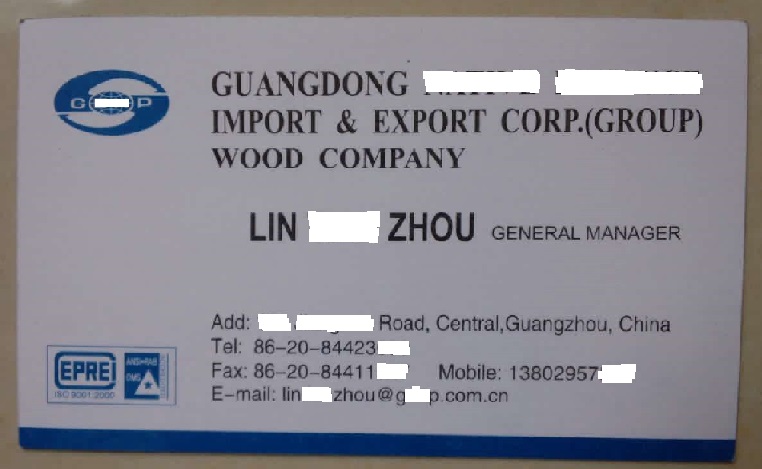 G P
GUANGDONG
IMPORT & EXPORT CORP.(GROUP)
WOOD COMPANY
LIN ZHOU GENERAL MANAGER
Add: Road, Central,Guangzhou, China
Tel: 86-20-84423
Fax: 86-20-84411 Mobile: 13802957
E-mail: lin zhou@g p.com.cn
EPRE
ISO 9001:2000